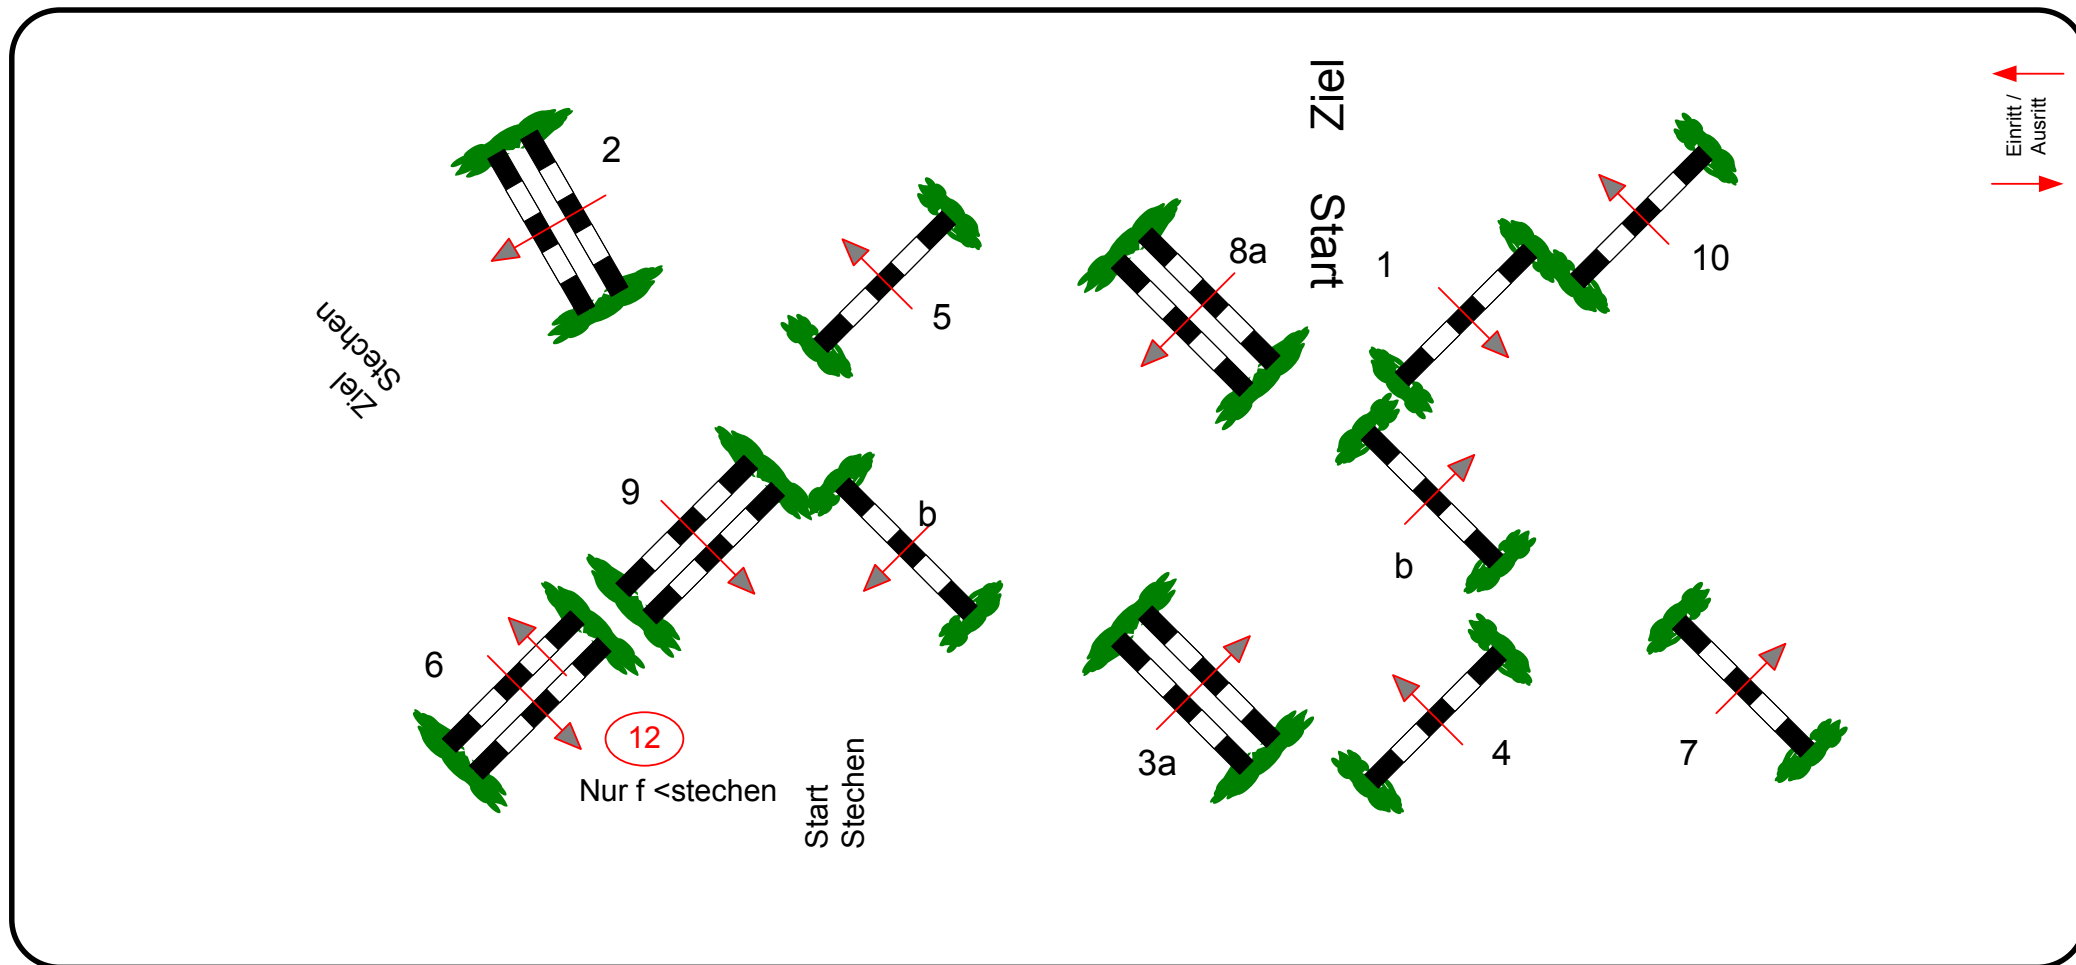 Ziel
Start
Einritt /
Ausritt
2
5
8a
1
10
Ziel
Stechen
9
b
b
6
12
Nur f <stechen
Start
Stechen
3a
4
7